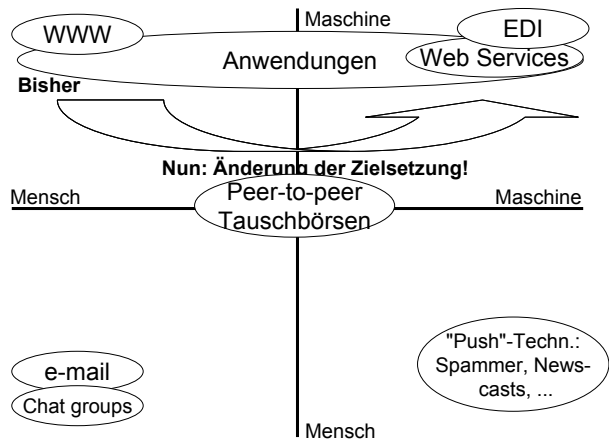 Maschine
WWW
EDI
Anwendungen
Web Services
Bisher
Nun: Änderung der Zielsetzung!
Mensch
Peer-to-peer
Tauschbörsen
Maschine
"Push"-Techn.:
Spammer, News-
casts, ...
e-mail
Chat groups
Mensch